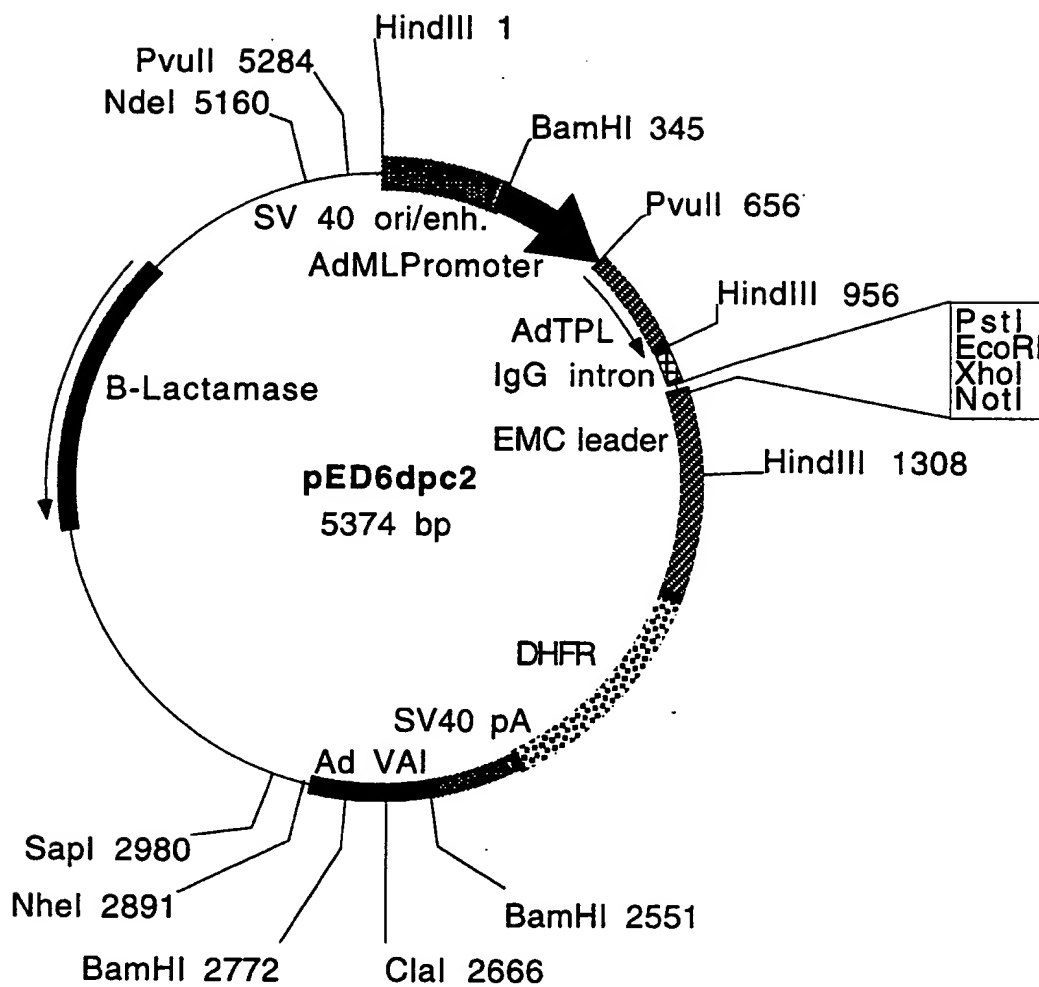 HindIII 1
PvuII 5284
NdeI 5160
BamHI 345
PvuII 656
SV 40 ori/enh.
AdMLPromoter
HindIII 956
AdTPL
IgG intron
PstI
EcoRI
XhoI
NotI
B-Lactamase
EMC leader
HindIII 1308
pED6dpc2
5374 bp
DHFR
SV40 pA
Ad VAI
SapI 2980
NheI 2891
BamHI 2551
BamHI 2772
ClaI 2666